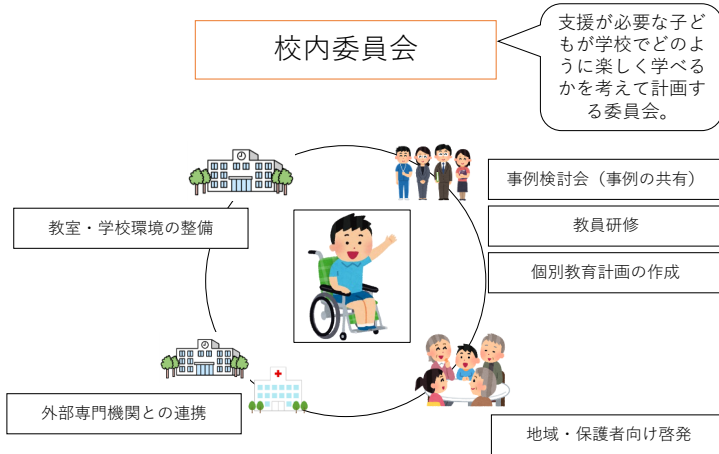 校内委員会
支援が必要な子ど
もが学校でどのよ
うに楽しく学べる
かを考えて計画す
る委員会。
事例検討会（事例の共有）
教室・学校環境の整備
教員研修
個別教育計画の作成
外部専門機関との連携
地域・保護者向け啓発